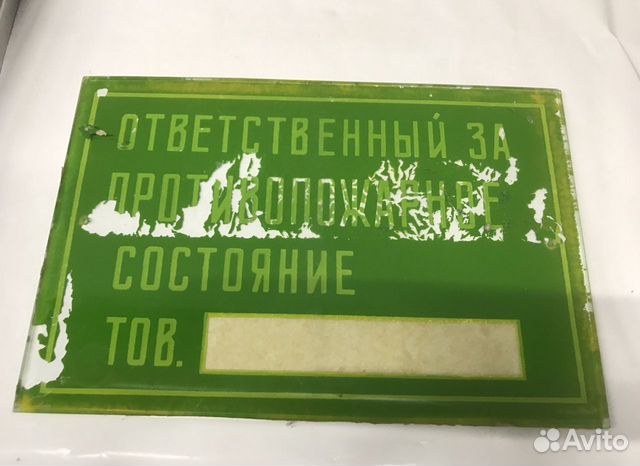 ОТВЕТСТВЕННЫЙ ЗА
ПРОТИВОПОЖАРНОЕ
СОСТОЯНИЕ
ТОВ.
Avito